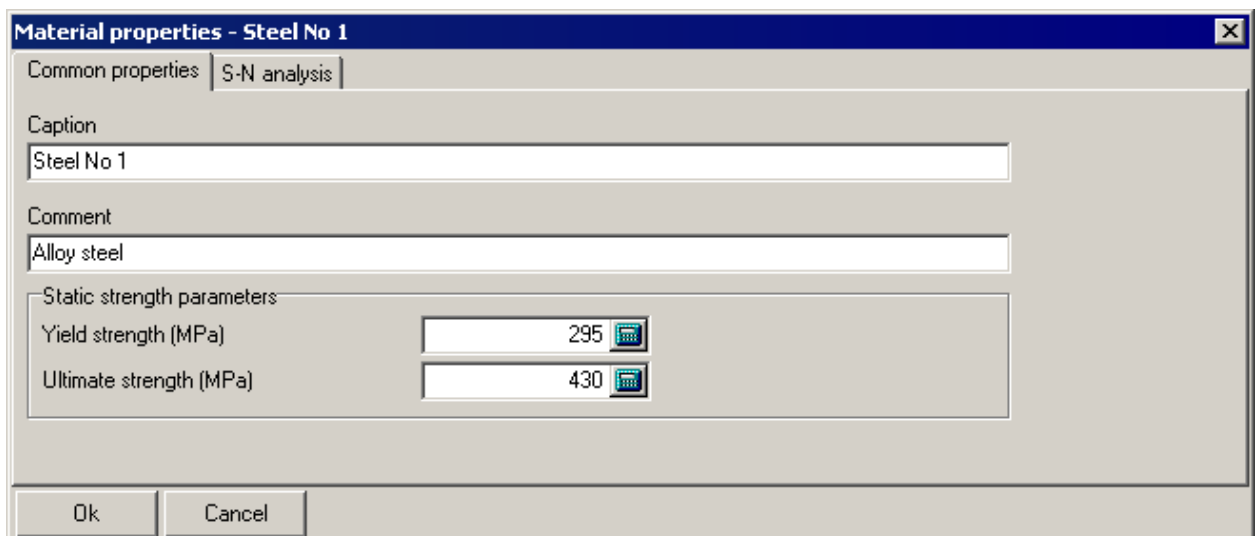 Material properties - Steel No 1
Common properties
S-N analysis
Caption
Steel No 1
Comment
Alloy steel
Static strength parameters
Yield strength (MPa) 295
Ultimate strength (MPa) 430
Ok Cancel